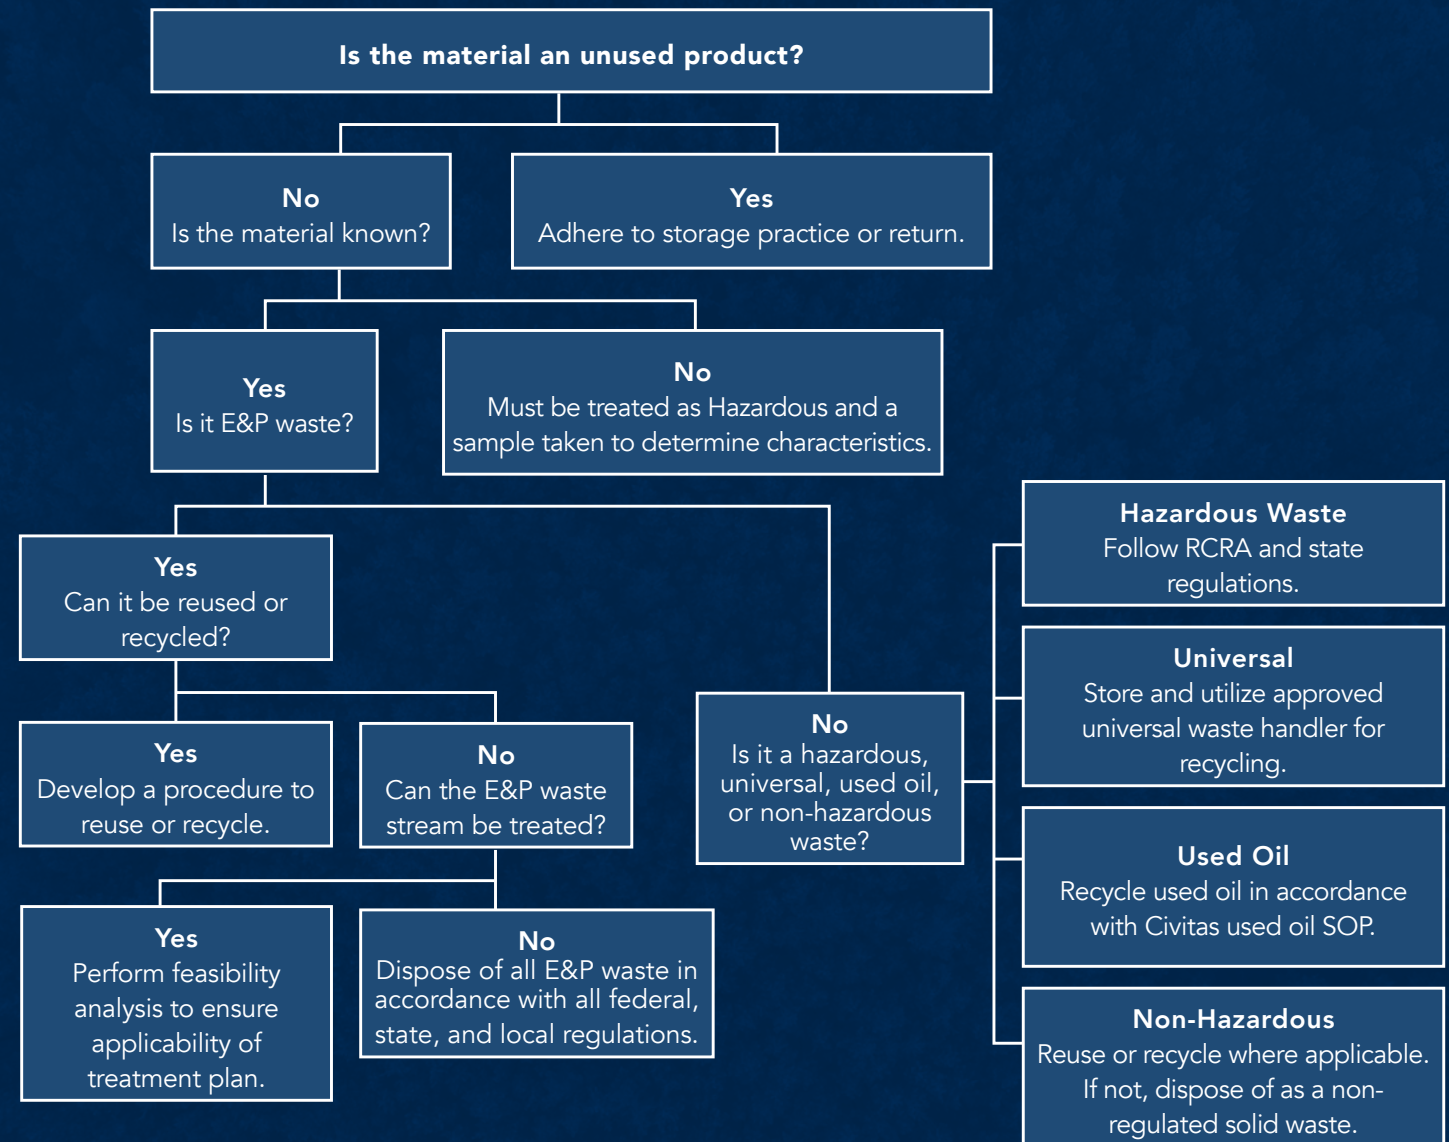 Is the material an unused product?
No
Is the material known?
Yes
Adhere to storage practice or return.
Yes
Is it E&P waste?
No
Must be treated as Hazardous and a
sample taken to determine characteristics.
Yes
Can it be reused or
recycled?
Yes
Develop a procedure to
reuse or recycle.
No
Can the E&P waste
stream be treated?
Yes
Perform feasibility
analysis to ensure
applicability of
treatment plan.
No
Dispose of all E&P waste in
accordance with all federal,
state, and local regulations.
No
Is it a hazardous,
universal, used oil,
or non-hazardous
waste?
Hazardous Waste
Follow RCRA and state
regulations.
Universal
Store and utilize approved
universal waste handler for
recycling.
Used Oil
Recycle used oil in accordance
with Civitas used oil SOP.
Non-Hazardous
Reuse or recycle where applicable.
If not, dispose of as a non-
regulated solid waste.